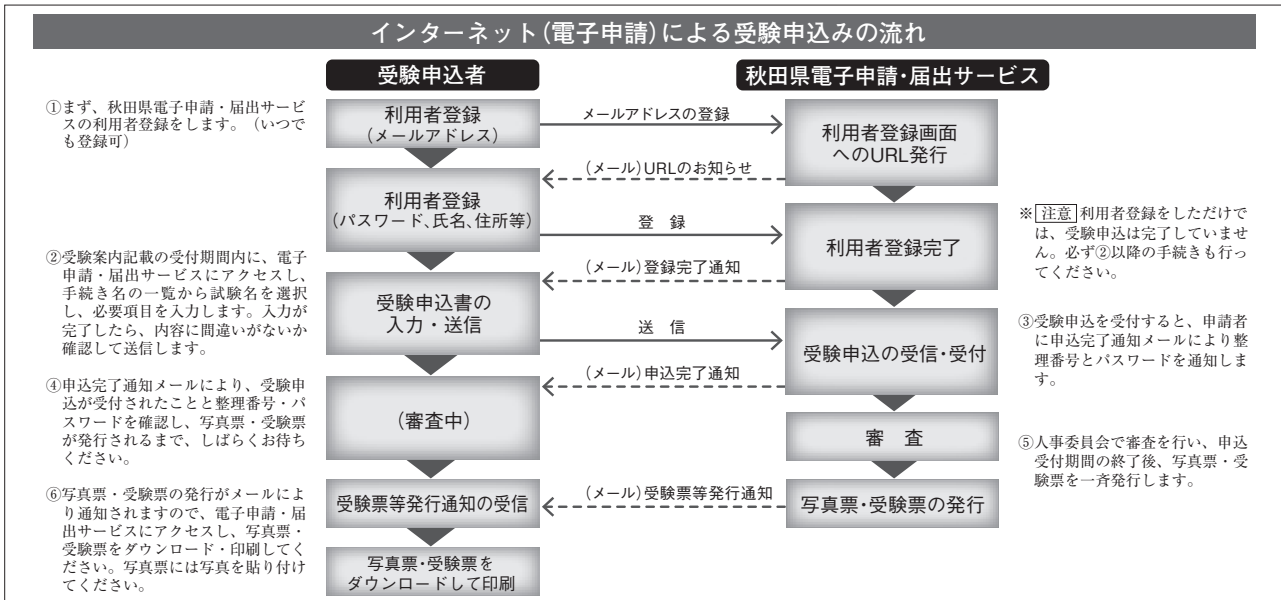 インターネット(電子申請)による受験申込みの流れ
受験申込者
秋田県電子申請・届出サービス
①まず、秋田県電子申請・届出サービ
スの利用者登録をします。（いつで
も登録可）
利用者登録
(メールアドレス)
メールアドレスの登録
利用者登録画面
へのURL発行
(メール)URLのお知らせ
利用者登録
(パスワード、氏名、住所等)
登　録
利用者登録完了
(メール)登録完了通知
※注意 利用者登録をしただけで
は、受験申込は完了していませ
ん。必ず②以降の手続きも行っ
てください。
②受験案内記載の受付期間内に、電子
申請・届出サービスにアクセスし、
手続き名の一覧から試験名を選択
し、必要項目を入力します。入力が
完了したら、内容に間違いがないか
確認して送信します。
受験申込書の
入力・送信
送　信
受験申込の受信・受付
(メール)申込完了通知
③受験申込を受付すると、申請者
に申込完了通知メールにより整
理番号とパスワードを通知しま
す。
④申込完了通知メールにより、受験申
込が受付されたことと整理番号・パ
スワードを確認し、写真票・受験票
が発行されるまで、しばらくお待ち
ください。
(審査中)
審　査
⑤人事委員会で審査を行い、申込
受付期間の終了後、写真票・受
験票を一斉発行します。
⑥写真票・受験票の発行がメールによ
り通知されますので、電子申請・届
出サービスにアクセスし、写真票・
受験票をダウンロード・印刷してく
ださい。写真票には写真を貼り付け
てください。
受験票等発行通知の受信
(メール)受験票等発行通知
写真票・受験票の発行
写真票・受験票を
ダウンロードして印刷